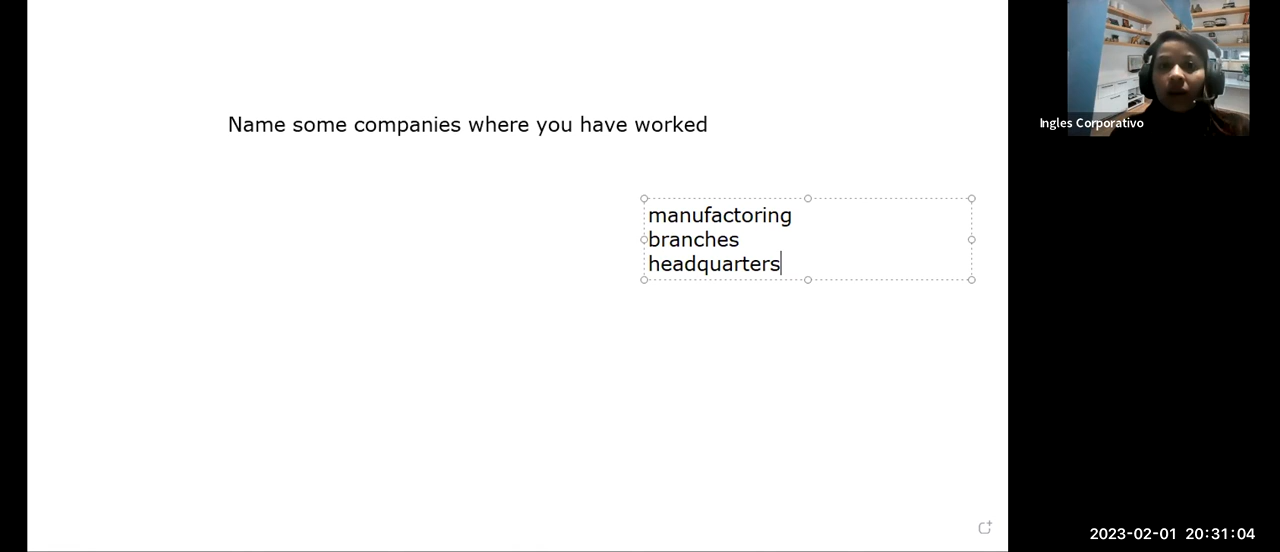 Name some companies where you have worked
manufactoring
branches
headquarters
Ingles Corporativo
2023-02-01 20:31:04